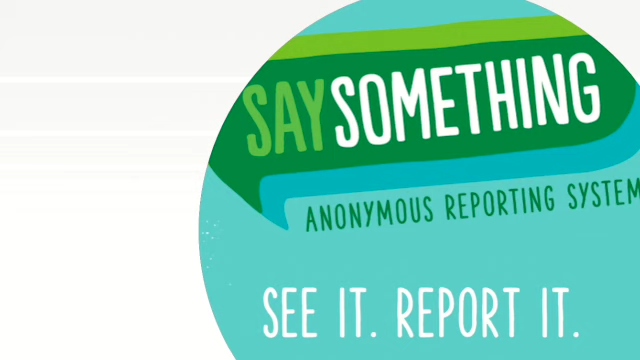 SAY SOMETHING
ANONYMOUS REPORTING SYSTEM
SEE IT. REPORT IT.